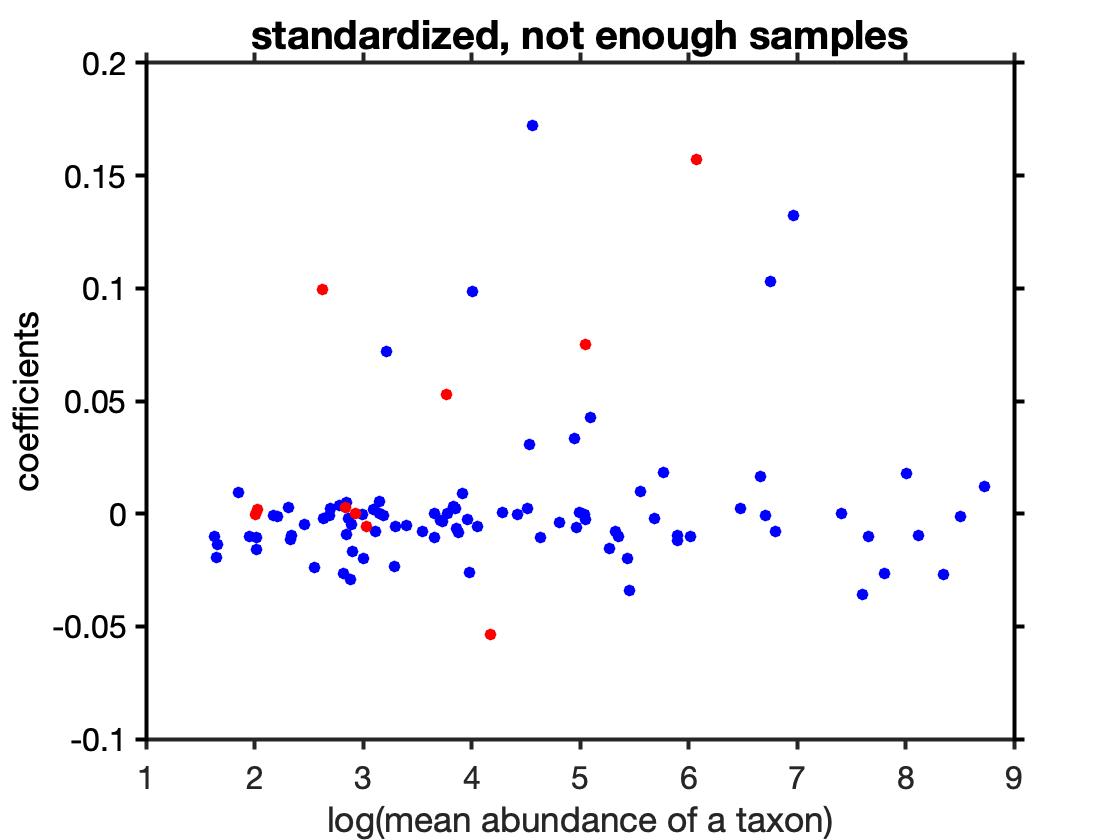 standardized, not enough samples
0.2
0.15
0.1
0.05
0
-0.05
-0.1
coefficients
1 2 3 4 5 6 7 8 9
log(mean abundance of a taxon)